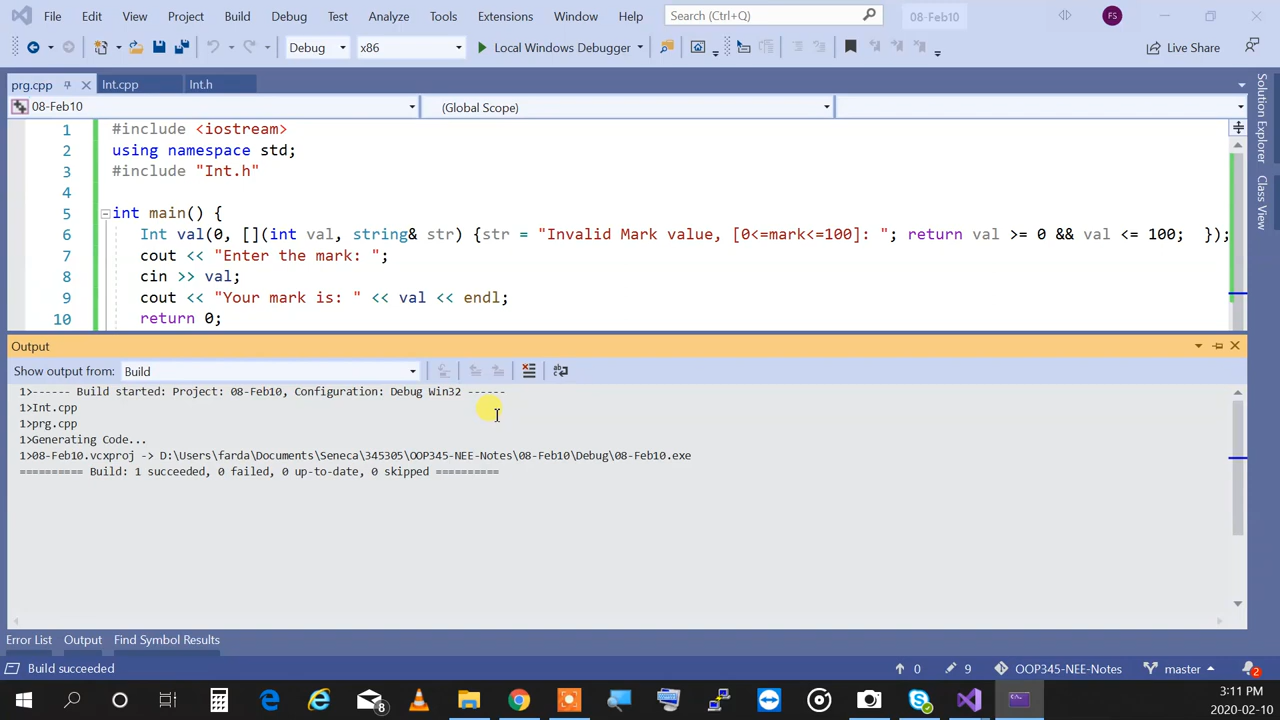 File Edit View Project Build Debug Test Analyze Tools Extensions Window Help Search (Ctrl+Q) 08-Feb10 FS
Debug x86 Local Windows Debugger Live Share
prg.cpp Int.cpp Int.h
08-Feb10 (Global Scope)
1 #include <iostream>
2 using namespace std;
3 #include "Int.h"
4
5 int main() {
6 Int val(0, [](int val, string& str) {str = "Invalid Mark value, [0<=mark<=100]: "; return val >= 0 && val <= 100; });
7 cout << "Enter the mark: ";
8 cin >> val;
9 cout << "Your mark is: " << val << endl;
10 return 0;
Solution Explorer
Class View
Output
Show output from: Build
1>------ Build started: Project: 08-Feb10, Configuration: Debug Win32 ------
1>Int.cpp
1>prg.cpp
1>Generating Code...
1>08-Feb10.vcxproj -> D:\Users\farda\Documents\Seneca\345305\OOP345-NEE-Notes\08-Feb10\Debug\08-Feb10.exe
========== Build: 1 succeeded, 0 failed, 0 up-to-date, 0 skipped ==========
Error List Output Find Symbol Results
Build succeeded 0 9 OOP345-NEE-Notes master 2
8 3:11 PM
2020-02-10